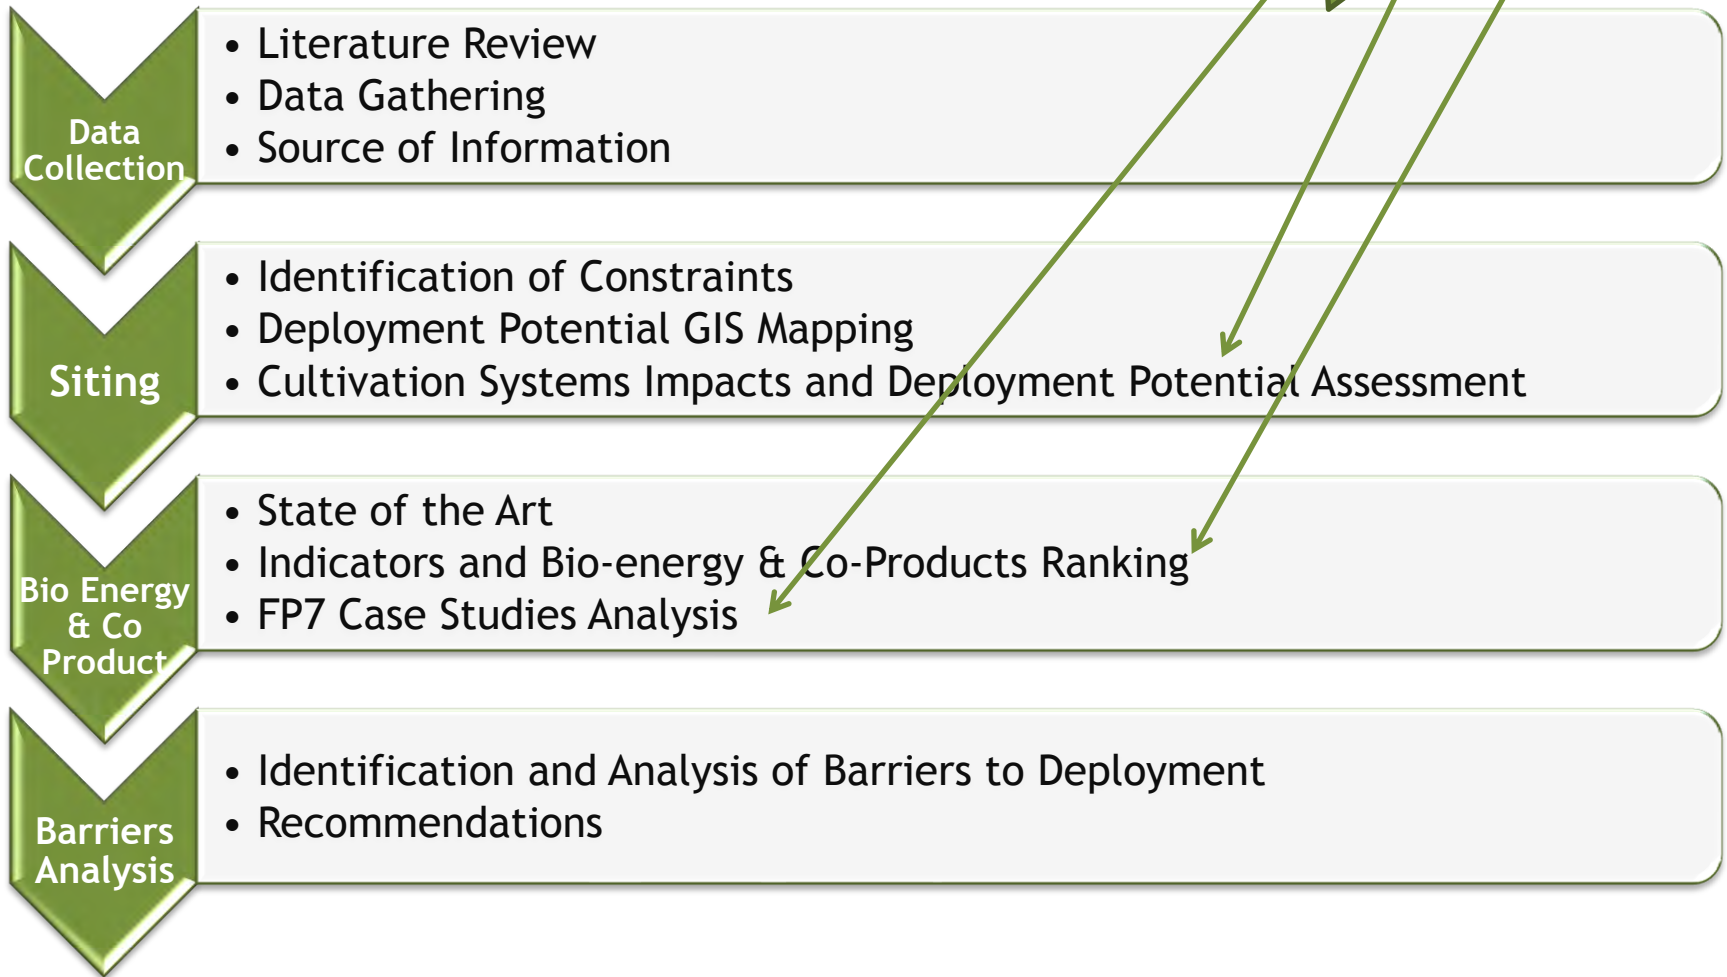 Data
Collection
• Literature Review
• Data Gathering
• Source of Information
Siting
• Identification of Constraints
• Deployment Potential GIS Mapping
• Cultivation Systems Impacts and Deployment Potential Assessment
Bio Energy
& Co
Product
• State of the Art
• Indicators and Bio-energy & Co-Products Ranking
• FP7 Case Studies Analysis
Barriers
Analysis
• Identification and Analysis of Barriers to Deployment
• Recommendations